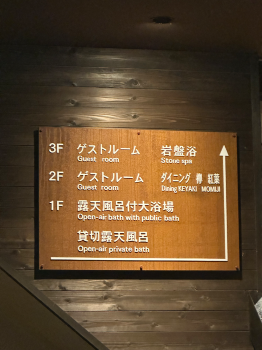 3F ゲストルーム 岩盤浴
Guest room Stone spa
2F ゲストルーム ダイニング 欅 紅葉
Guest room Dining KEYAKI MOMIJI
1F 露天風呂付大浴場
Open-air bath with public bath
貸切露天風呂
Open-air private bath